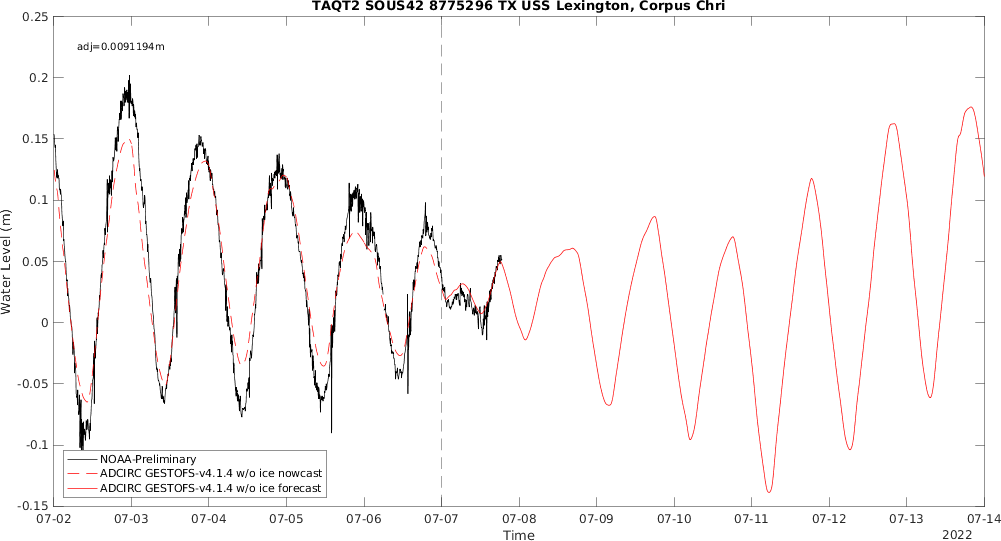 TAQT2 SOUS42 8775296 TX USS Lexington, Corpus Chri
adj=0.0091194m
Water Level (m)
0.25
0.2
0.15
0.1
0.05
0
-0.05
-0.1
-0.15
NOAA-Preliminary
ADCIRC GESTOFS-v4.1.4 w/o ice nowcast
ADCIRC GESTOFS-v4.1.4 w/o ice forecast
07-02 07-03 07-04 07-05 07-06 07-07 07-08 07-09 07-10 07-11 07-12 07-13 07-14
Time
2022